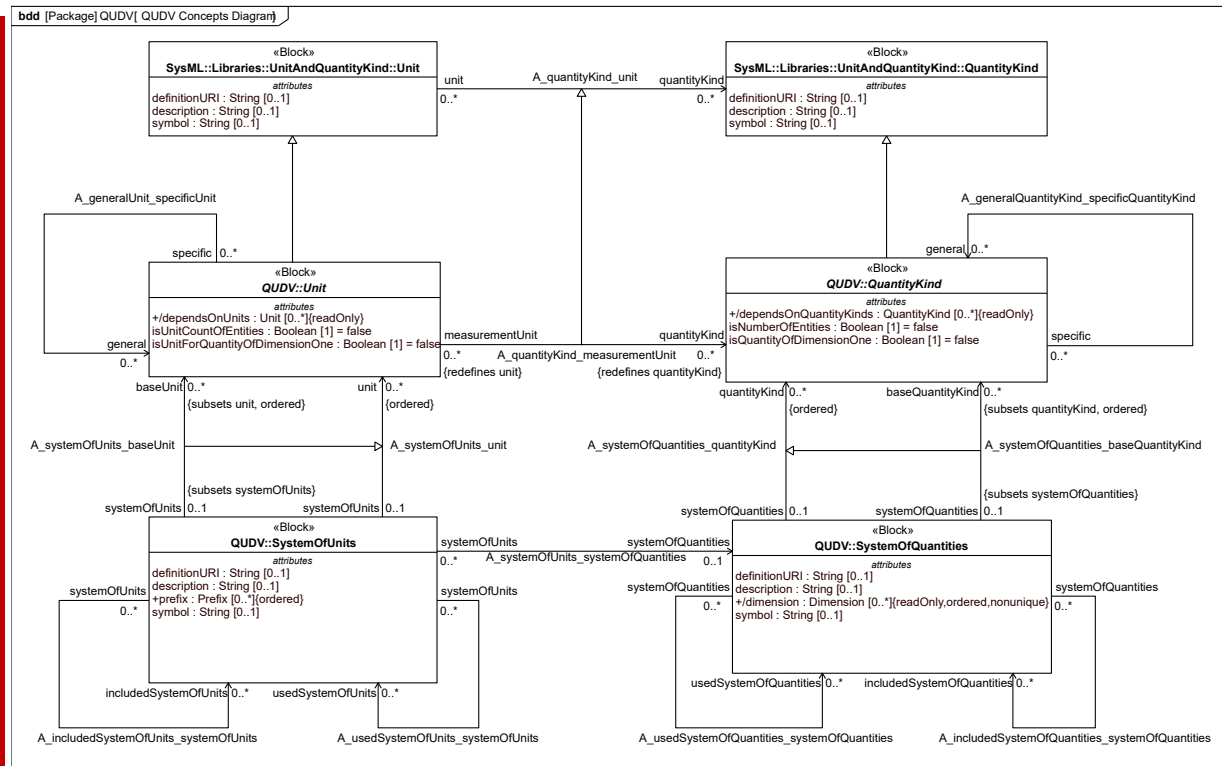 bdd [Package] QUDV[ QUDV Concepts Diagram]
«Block»
SysML::Libraries::UnitAndQuantityKind::Unit
attributes
definitionURI : String [0..1]
description : String [0..1]
symbol : String [0..1]
unit
0..*
A_quantityKind_unit
quantityKind
0..*
«Block»
SysML::Libraries::UnitAndQuantityKind::QuantityKind
attributes
definitionURI : String [0..1]
description : String [0..1]
symbol : String [0..1]
A_generalUnit_specificUnit
specific 0..*
A_generalQuantityKind_specificQuantityKind
general 0..*
«Block»
QUDV::Unit
attributes
+/dependsOnUnits : Unit [0..*]{readOnly}
isUnitCountOfEntities : Boolean [1] = false
isUnitForQuantityOfDimensionOne : Boolean [1] = false
general
0..*
measurementUnit
0..*
{redefines unit}
A_quantityKind_measurementUnit
quantityKind
0..*
{redefines quantityKind}
«Block»
QUDV::QuantityKind
attributes
+/dependsOnQuantityKinds : QuantityKind [0..*]{readOnly}
isNumberOfEntities : Boolean [1] = false
isQuantityOfDimensionOne : Boolean [1] = false
specific
0..*
baseUnit 0..*
{subsets unit, ordered}
unit 0..*
{ordered}
quantityKind 0..*
{ordered}
baseQuantityKind 0..*
{subsets quantityKind, ordered}
A_systemOfUnits_baseUnit
A_systemOfUnits_unit
A_systemOfQuantities_quantityKind
A_systemOfQuantities_baseQuantityKind
{subsets systemOfUnits}
systemOfUnits 0..1
systemOfUnits 0..1
systemOfQuantities 0..1
{subsets systemOfQuantities}
systemOfQuantities 0..1
«Block»
QUDV::SystemOfUnits
attributes
definitionURI : String [0..1]
description : String [0..1]
+prefix : Prefix [0..*]{ordered}
symbol : String [0..1]
systemOfUnits
0..*
A_systemOfUnits_systemOfQuantities
systemOfQuantities
0..1
«Block»
QUDV::SystemOfQuantities
attributes
definitionURI : String [0..1]
description : String [0..1]
+/dimension : Dimension [0..*]{readOnly,ordered,nonunique}
symbol : String [0..1]
systemOfUnits
0..*
systemOfUnits
0..*
systemOfQuantities
0..*
systemOfQuantities
0..*
includedSystemOfUnits 0..*
usedSystemOfUnits 0..*
usedSystemOfQuantities 0..*
includedSystemOfQuantities 0..*
A_includedSystemOfUnits_systemOfUnits
A_usedSystemOfUnits_systemOfUnits
A_usedSystemOfQuantities_systemOfQuantities
A_includedSystemOfQuantities_systemOfQuantities